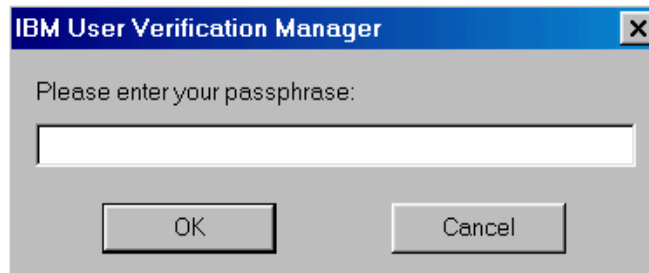 IBM User Verification Manager
Please enter your passphrase:
OK Cancel